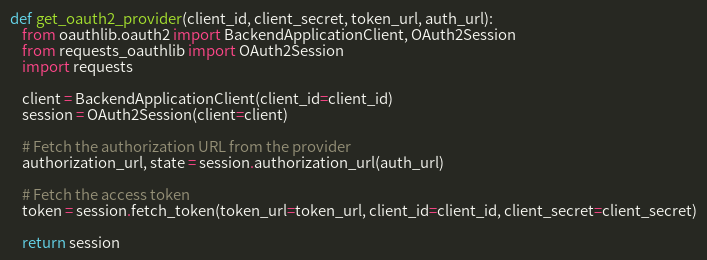 def get_oauth2_provider(client_id, client_secret, token_url, auth_url):
from oauthlib.oauth2 import BackendApplicationClient, OAuth2Session
from requests_oauthlib import OAuth2Session
import requests
client = BackendApplicationClient(client_id=client_id)
session = OAuth2Session(client=client)
# Fetch the authorization URL from the provider
authorization_url, state = session.authorization_url(auth_url)
# Fetch the access token
token = session.fetch_token(token_url=token_url, client_id=client_id, client_secret=client_secret)
return session